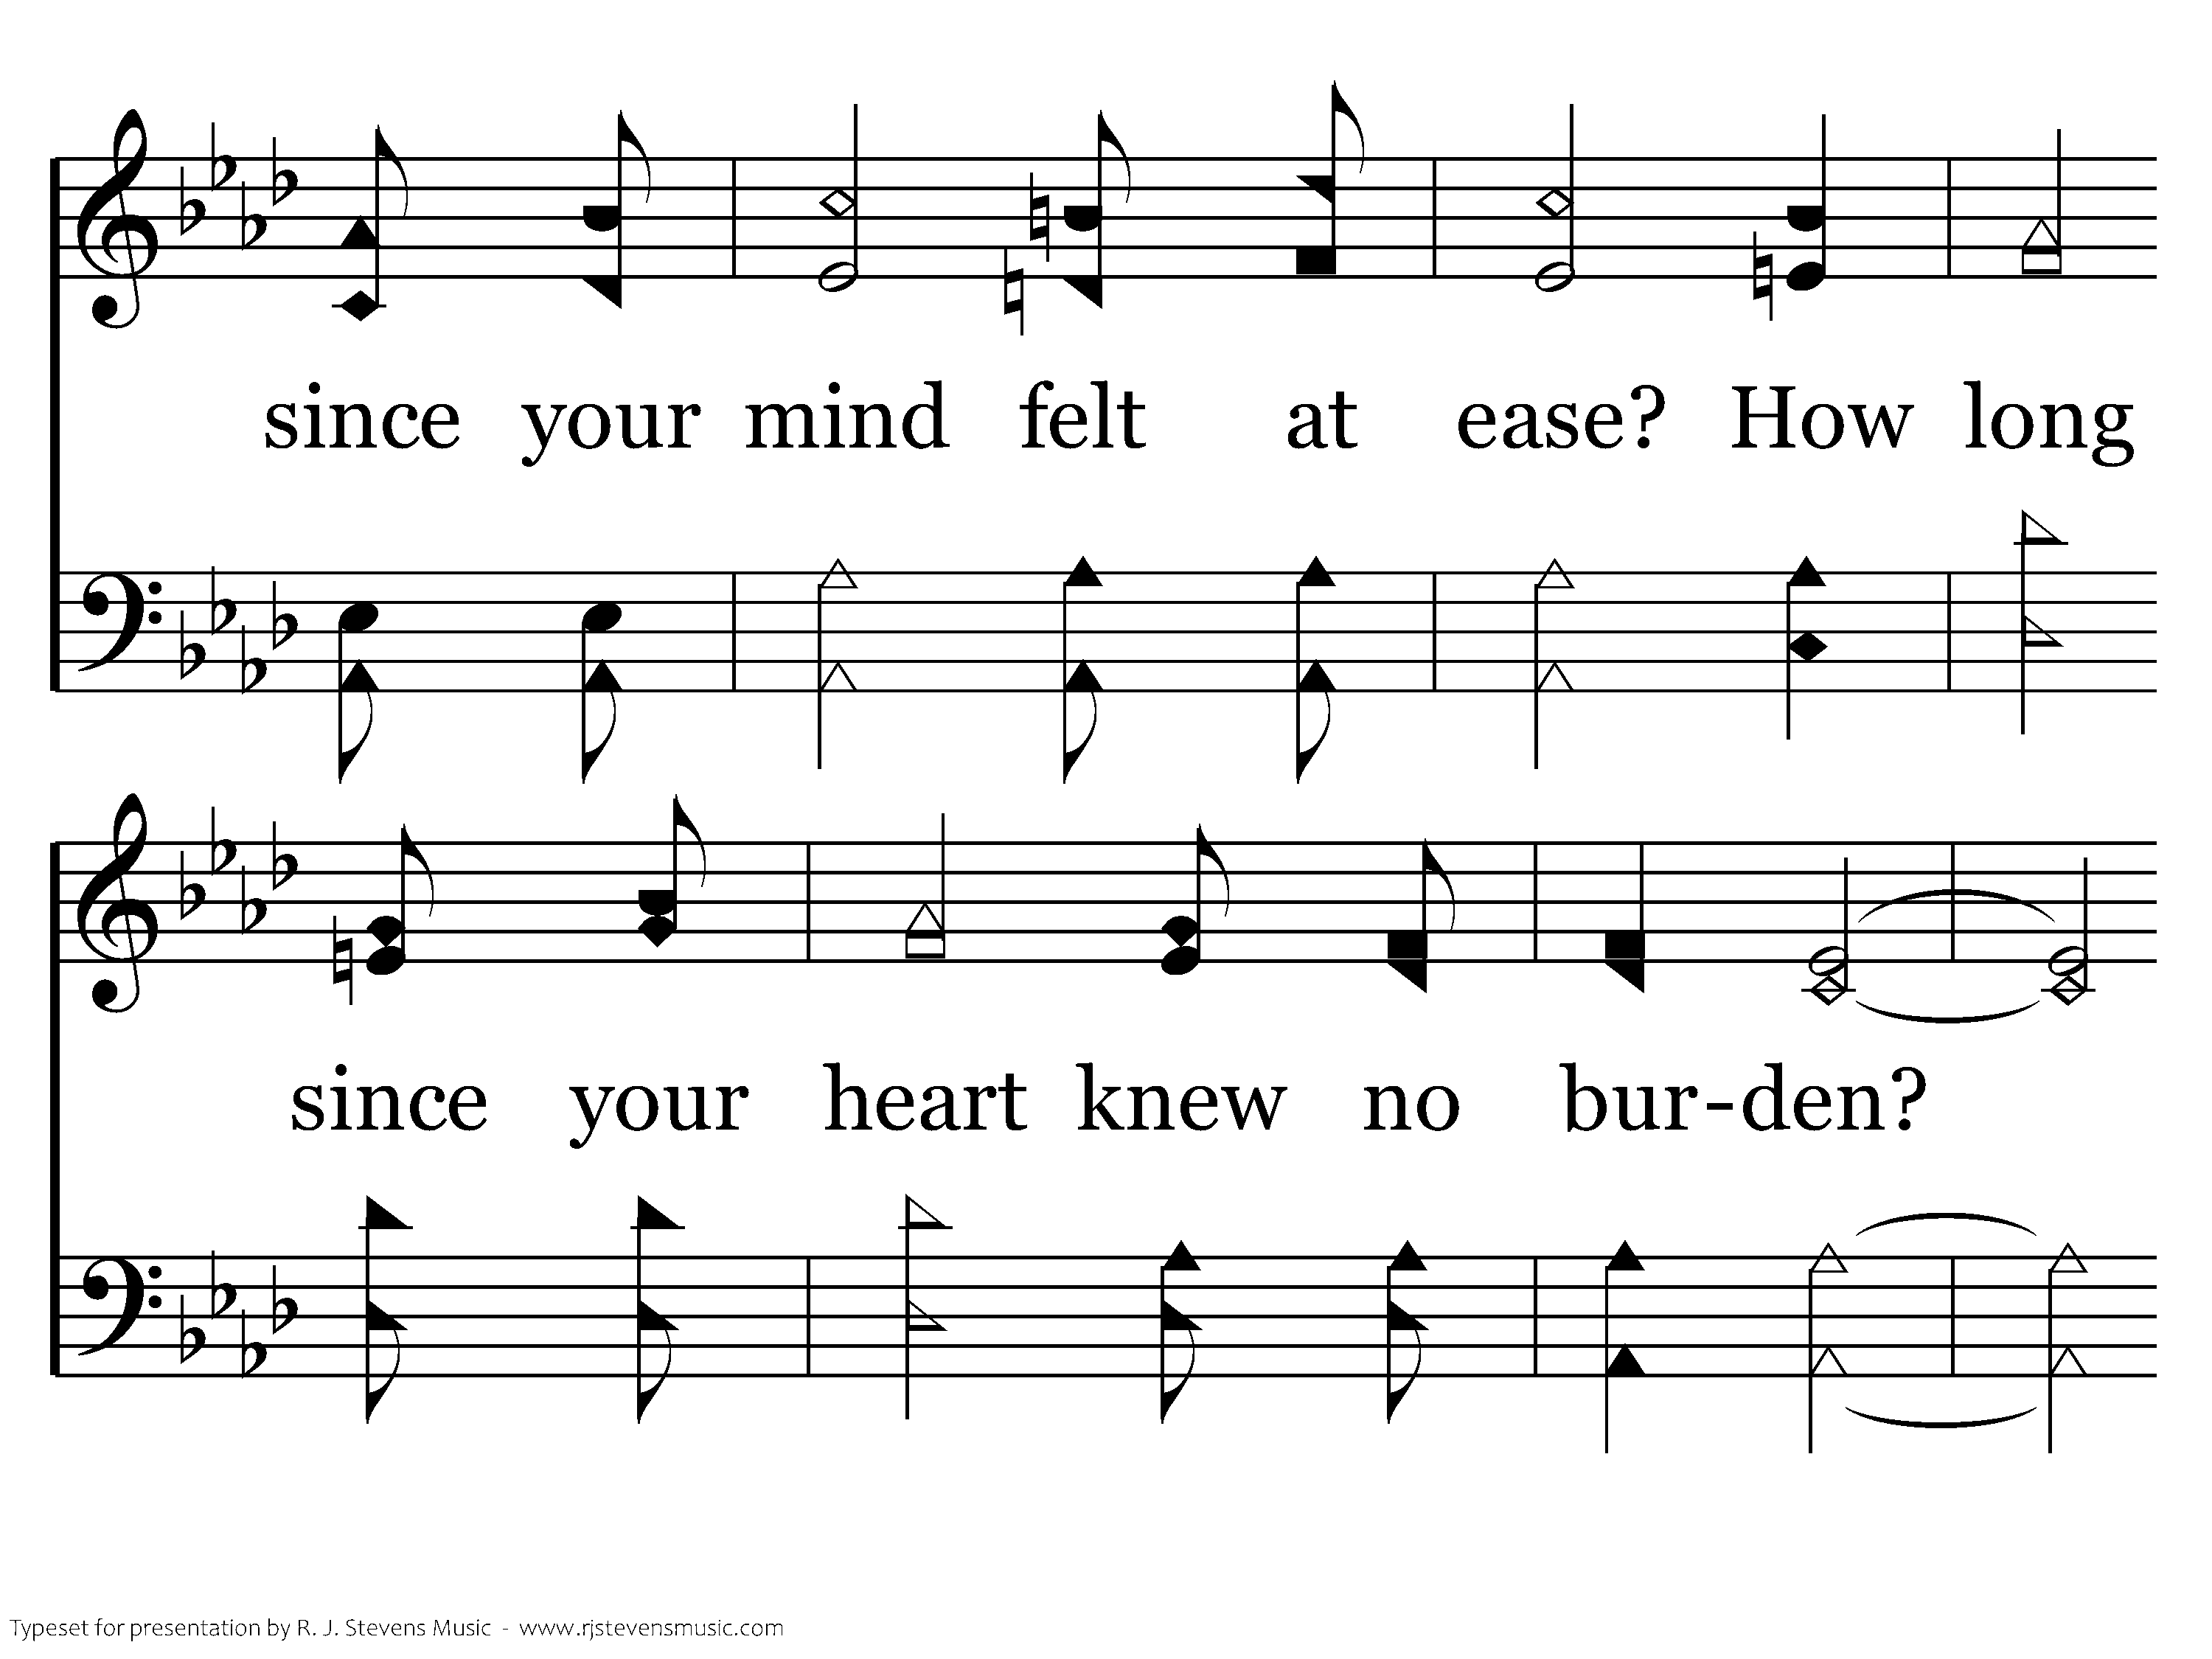 since your mind felt at ease? How long
since your heart knew no bur-den?
Typeset for presentation by R. J. Stevens Music - www.rjstevensmusic.com